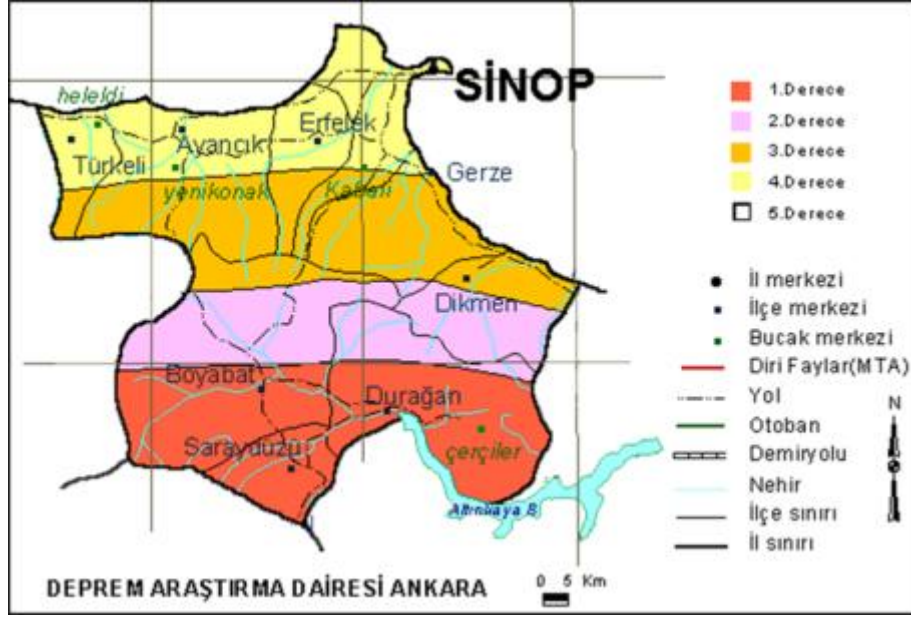 SİNOP
heleldi
Ayancık
Erfelek
Türkeli
yenikonak
Kabalı
Gerze
Dikmen
Boyabat
Durağan
Saraydüzü
çerçiler
Altınkaya B
1.Derece
2.Derece
3.Derece
4.Derece
5.Derece
İl merkezi
İlçe merkezi
Bucak merkezi
Diri Faylar(MTA)
Yol
Otoban
Demiryolu
Nehir
İlçe sınırı
İl sınırı
N
DEPREM ARAŞTIRMA DAİRESİ ANKARA
0 5 Km